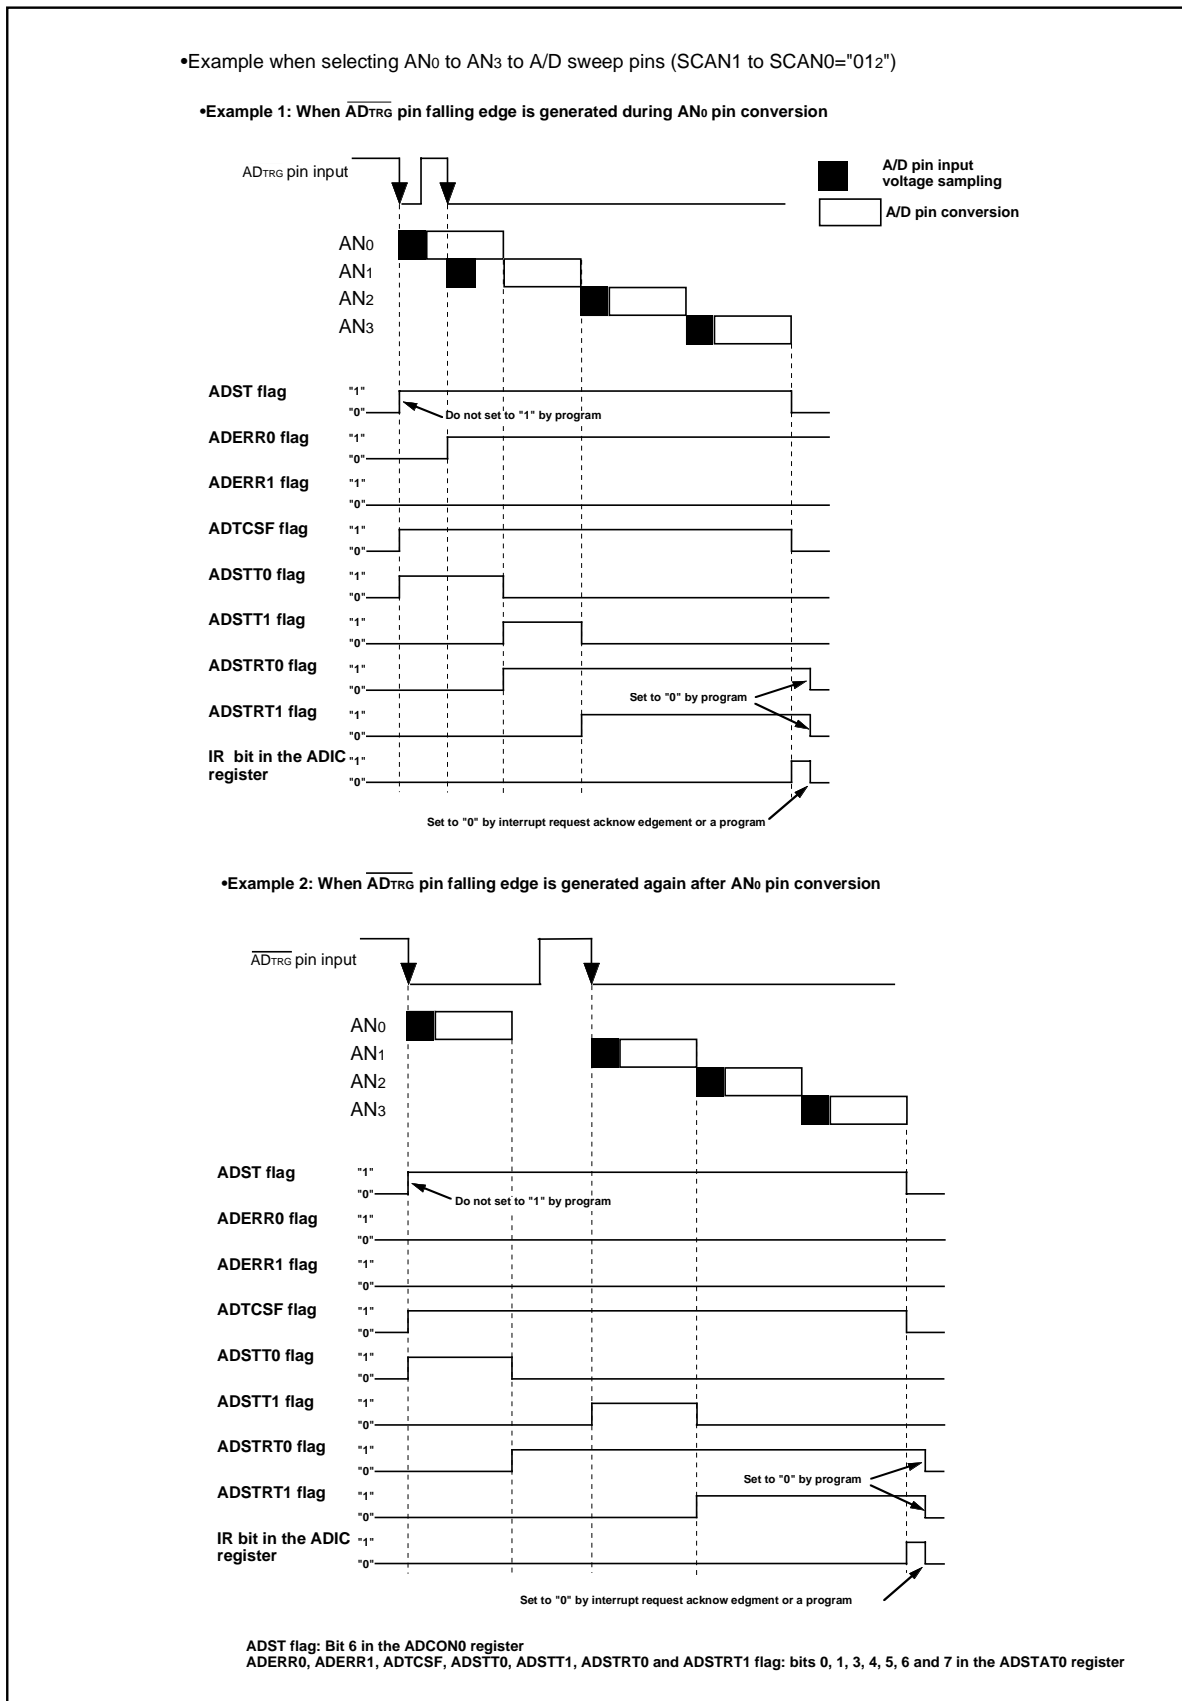 •Example when selecting AN0 to AN3 to A/D sweep pins (SCAN1 to SCAN0="012")
•Example 1: When ADTRG pin falling edge is generated during AN0 pin conversion
ADTRG pin input
A/D pin input
voltage sampling
A/D pin conversion
AN0
AN1
AN2
AN3
ADST flag
"1"
"0"
Do not set to "1" by program
ADERR0 flag
"1"
"0"
ADERR1 flag
"1"
"0"
ADTCSF flag
"1"
"0"
ADSTT0 flag
"1"
"0"
ADSTT1 flag
"1"
"0"
ADSTRT0 flag
"1"
"0"
Set to "0" by program
ADSTRT1 flag
"1"
"0"
IR bit in the ADIC
register
"1"
"0"
Set to "0" by interrupt request acknow edgement or a program
•Example 2: When ADTRG pin falling edge is generated again after AN0 pin conversion
ADTRG pin input
AN0
AN1
AN2
AN3
ADST flag
"1"
"0"
Do not set to "1" by program
ADERR0 flag
"1"
"0"
ADERR1 flag
"1"
"0"
ADTCSF flag
"1"
"0"
ADSTT0 flag
"1"
"0"
ADSTT1 flag
"1"
"0"
ADSTRT0 flag
"1"
"0"
Set to "0" by program
ADSTRT1 flag
"1"
"0"
IR bit in the ADIC
register
"1"
"0"
Set to "0" by interrupt request acknow edgment or a program
ADST flag: Bit 6 in the ADCON0 register
ADERR0, ADERR1, ADTCSF, ADSTT0, ADSTT1, ADSTRT0 and ADSTRT1 flag: bits 0, 1, 3, 4, 5, 6 and 7 in the ADSTAT0 register